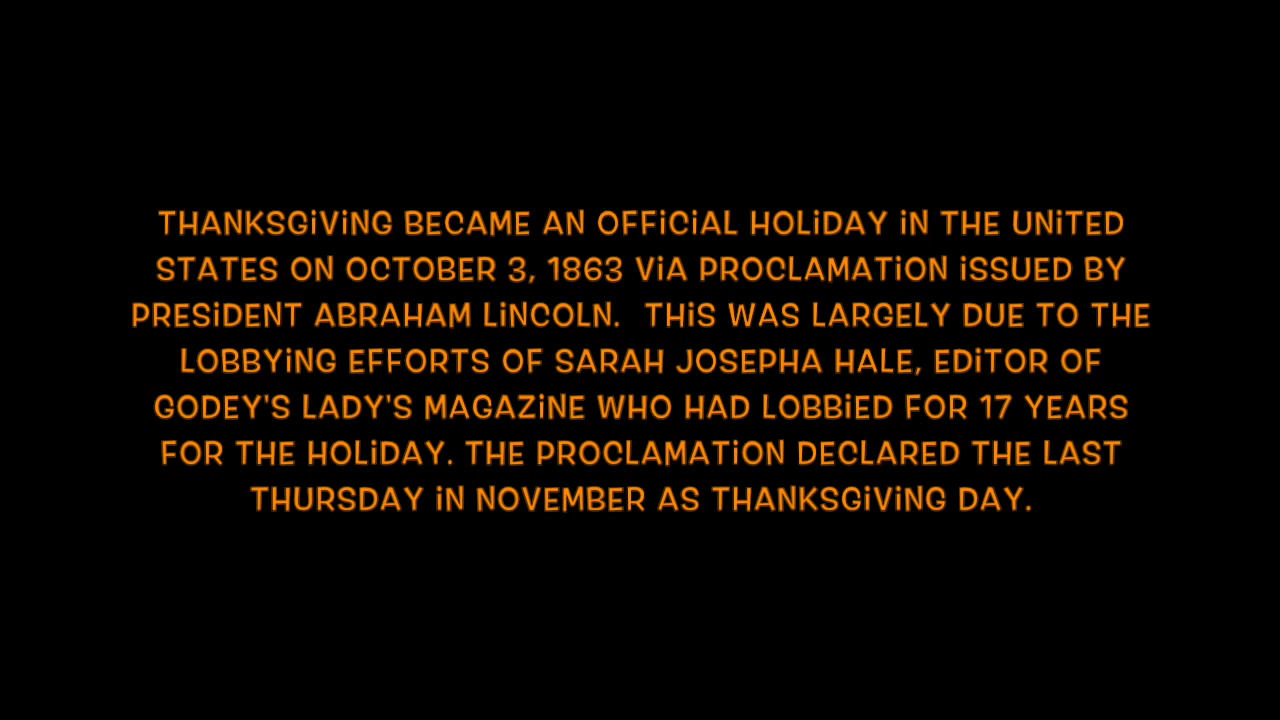 THANKSGiViNG BECAME AN OFFiCiAL HOLiDAY iN THE UNiTED
STATES ON OCTOBER 3, 1863 ViA PROCLAMATiON iSSUED BY
PRESiDENT ABRAHAM LiNCOLN.  THiS WAS LARGELY DUE TO THE
LOBBYiNG EFFORTS OF SARAH JOSEPHA HALE, EDiTOR OF
GODEY'S LADY'S MAGAZiNE WHO HAD LOBBiED FOR 17 YEARS
FOR THE HOLiDAY. THE PROCLAMATiON DECLARED THE LAST
THURSDAY iN NOVEMBER AS THANKSGiViNG DAY.